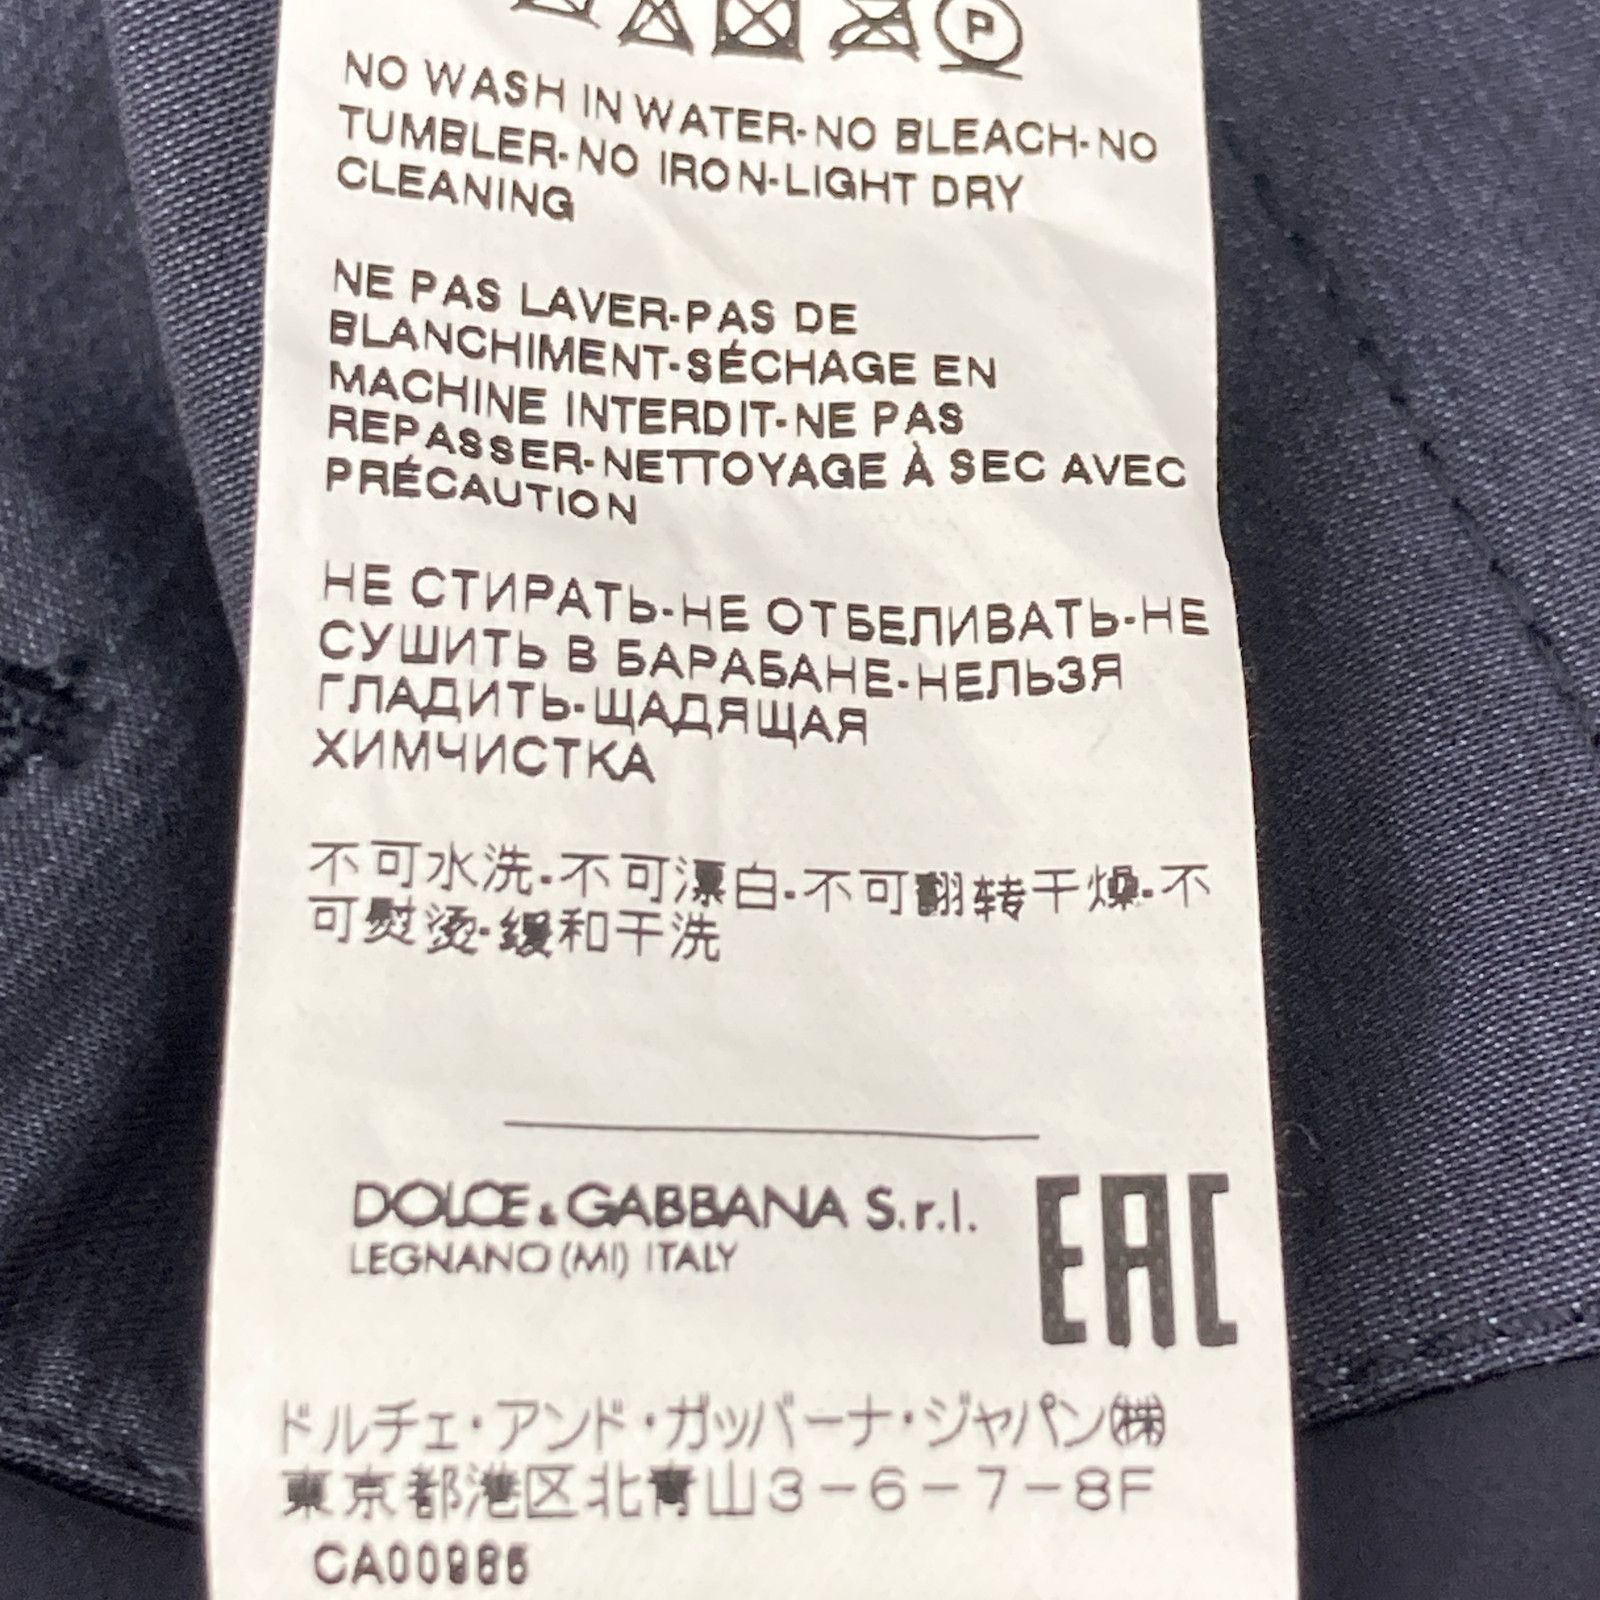 P
NO WASH IN WATER-NO BLEACH-NO
TUMBLER-NO IRON-LIGHT DRY
CLEANING
NE PAS LAVER-PAS DE
BLANCHIMENT-SÉCHAGE EN
MACHINE INTERDIT-NE PAS
REPASSER-NETTOYAGE À SEC AVEC
PRÉCAUTION
НЕ СТИРАТЬ-НЕ ОТБЕЛИВАТЬ-НЕ
СУШИТЬ В БАРАБАНЕ-НЕЛЬЗЯ
ГЛАДИТЬ-ЩАДЯЩАЯ
ХИМЧИСТКА
不可水洗-不可漂白-不可翻转干燥-不
可熨烫-缓和干洗
DOLCE & GABBANA S.r.l.
LEGNANO (MI) ITALY
EAC
ドルチェ・アンド・ガッバーナ・ジャパン㈱
東京都港区北青山3-6-7-8F